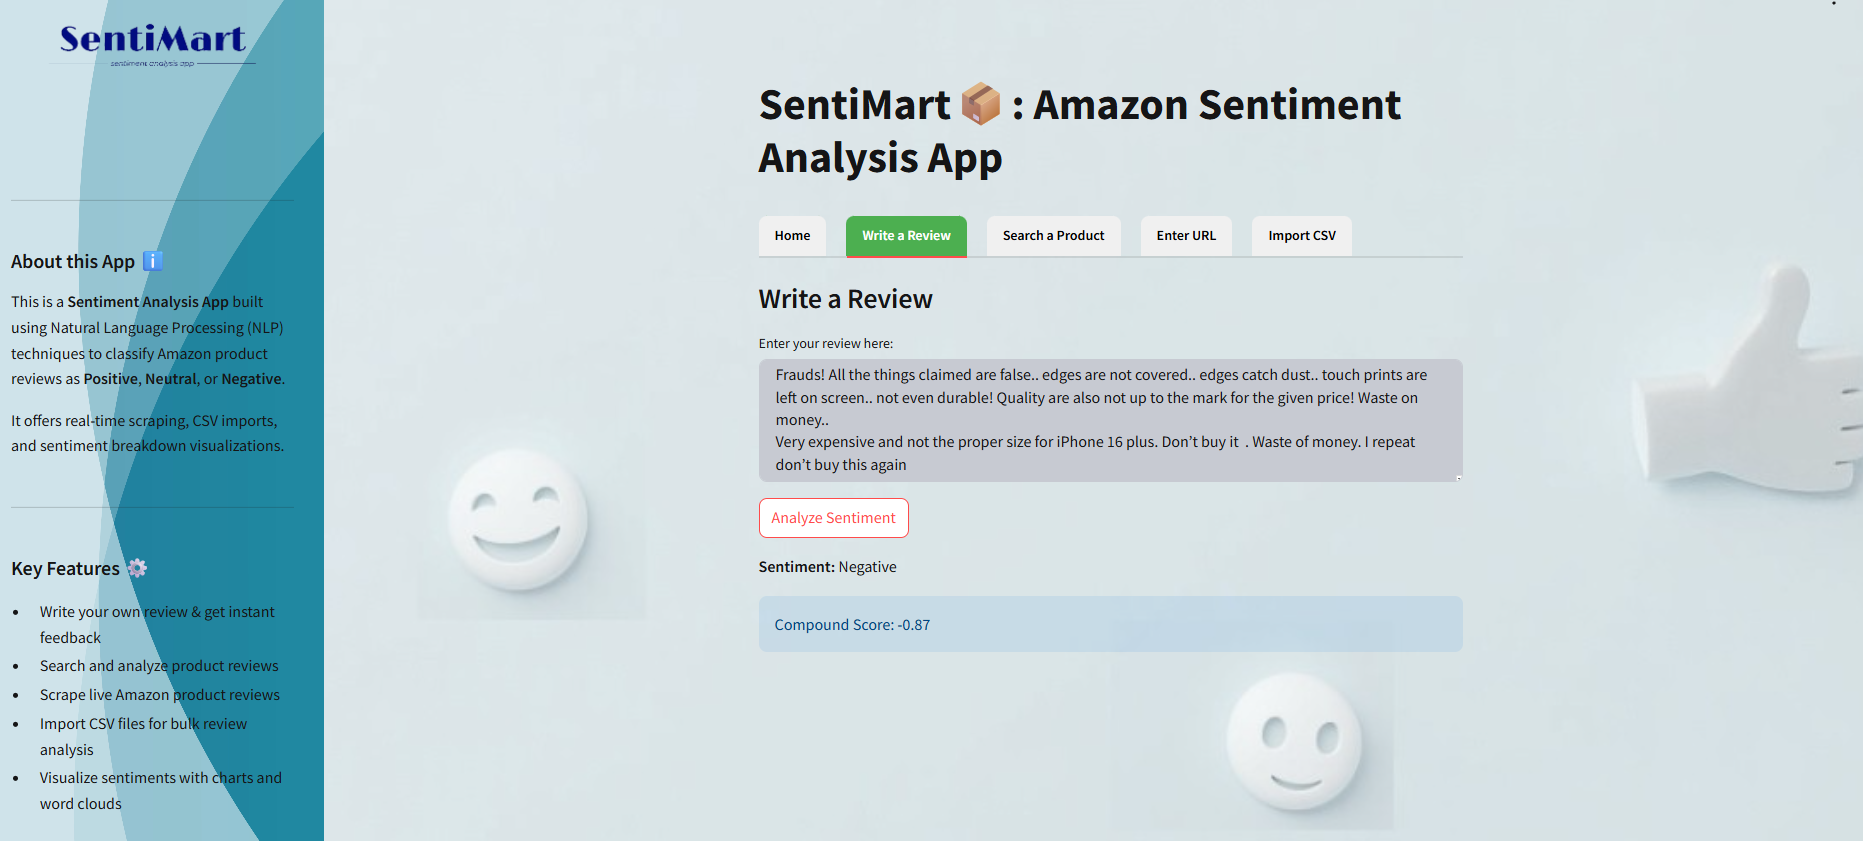 SentiMart
sentiment analysis app
About this App ℹ️
This is a Sentiment Analysis App built
using Natural Language Processing (NLP)
techniques to classify Amazon product
reviews as Positive, Neutral, or Negative.
It offers real-time scraping, CSV imports,
and sentiment breakdown visualizations.
Key Features ⚙️
• Write your own review & get instant
feedback
• Search and analyze product reviews
• Scrape live Amazon product reviews
• Import CSV files for bulk review
analysis
• Visualize sentiments with charts and
word clouds
SentiMart 📦 : Amazon Sentiment
Analysis App
Home Write a Review Search a Product Enter URL Import CSV
Write a Review
Enter your review here:
Frauds! All the things claimed are false.. edges are not covered.. edges catch dust.. touch prints are
left on screen.. not even durable! Quality are also not up to the mark for the given price! Waste on
money..
Very expensive and not the proper size for iPhone 16 plus. Don’t buy it  . Waste of money. I repeat
don’t buy this again
Analyze Sentiment
Sentiment: Negative
Compound Score: -0.87